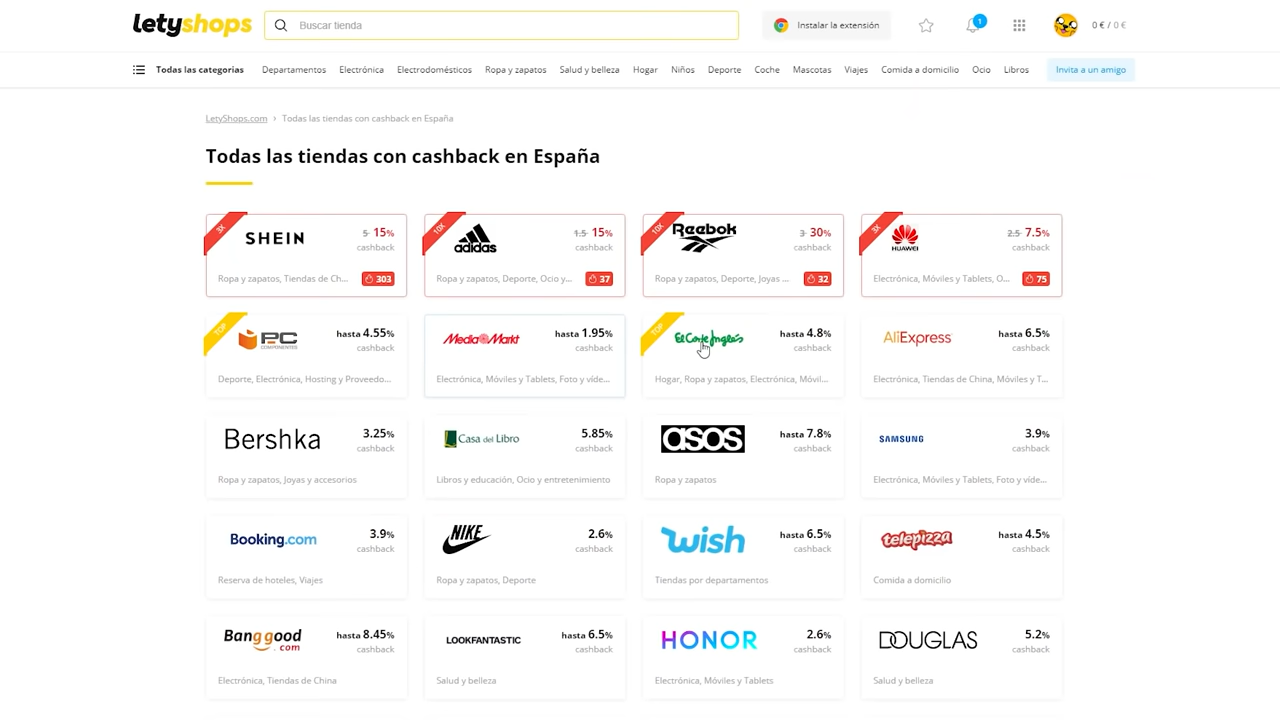 letyshops
Buscar tienda
Instalar la extensión
1
0 € / 0 €
Todas las categorias
Departamentos
Electrónica
Electrodomésticos
Ropa y zapatos
Salud y belleza
Hogar
Niños
Deporte
Coche
Mascotas
Viajes
Comida a domicilio
Ocio
Libros
Invita a un amigo
LetyShops.com › Todas las tiendas con cashback en España
Todas las tiendas con cashback en España
3X
SHEIN
5 15%
cashback
Ropa y zapatos, Tiendas de Ch...
303
10X
adidas
1.5 15%
cashback
Ropa y zapatos, Deporte, Ocio y...
37
10X
Reebok
3 30%
cashback
Ropa y zapatos, Deporte, Joyas ...
32
3X
HUAWEI
2.5 7.5%
cashback
Electrónica, Móviles y Tablets, O...
75
TOP
PC
COMPONENTES
hasta 4.55%
cashback
Deporte, Electrónica, Hosting y Proveedo...
Media Markt
hasta 1.95%
cashback
Electrónica, Móviles y Tablets, Foto y víde...
TOP
El Corte Inglés
hasta 4.8%
cashback
Hogar, Ropa y zapatos, Electrónica, Móvil...
AliExpress
hasta 6.5%
cashback
Electrónica, Tiendas de China, Móviles y T...
Bershka
3.25%
cashback
Ropa y zapatos, Joyas y accesorios
Casa del Libro
5.85%
cashback
Libros y educación, Ocio y entretenimiento
asos
hasta 7.8%
cashback
Ropa y zapatos
SAMSUNG
3.9%
cashback
Electrónica, Móviles y Tablets, Foto y víde...
Booking.com
3.9%
cashback
Reserva de hoteles, Viajes
NIKE
2.6%
cashback
Ropa y zapatos, Deporte
wish
hasta 6.5%
cashback
Tiendas por departamentos
telepizza
hasta 4.5%
cashback
Comida a domicilio
Banggood
.com
hasta 8.45%
cashback
Electrónica, Tiendas de China
LOOKFANTASTIC
hasta 6.5%
cashback
Salud y belleza
HONOR
2.6%
cashback
Electrónica, Móviles y Tablets
DOUGLAS
5.2%
cashback
Salud y belleza